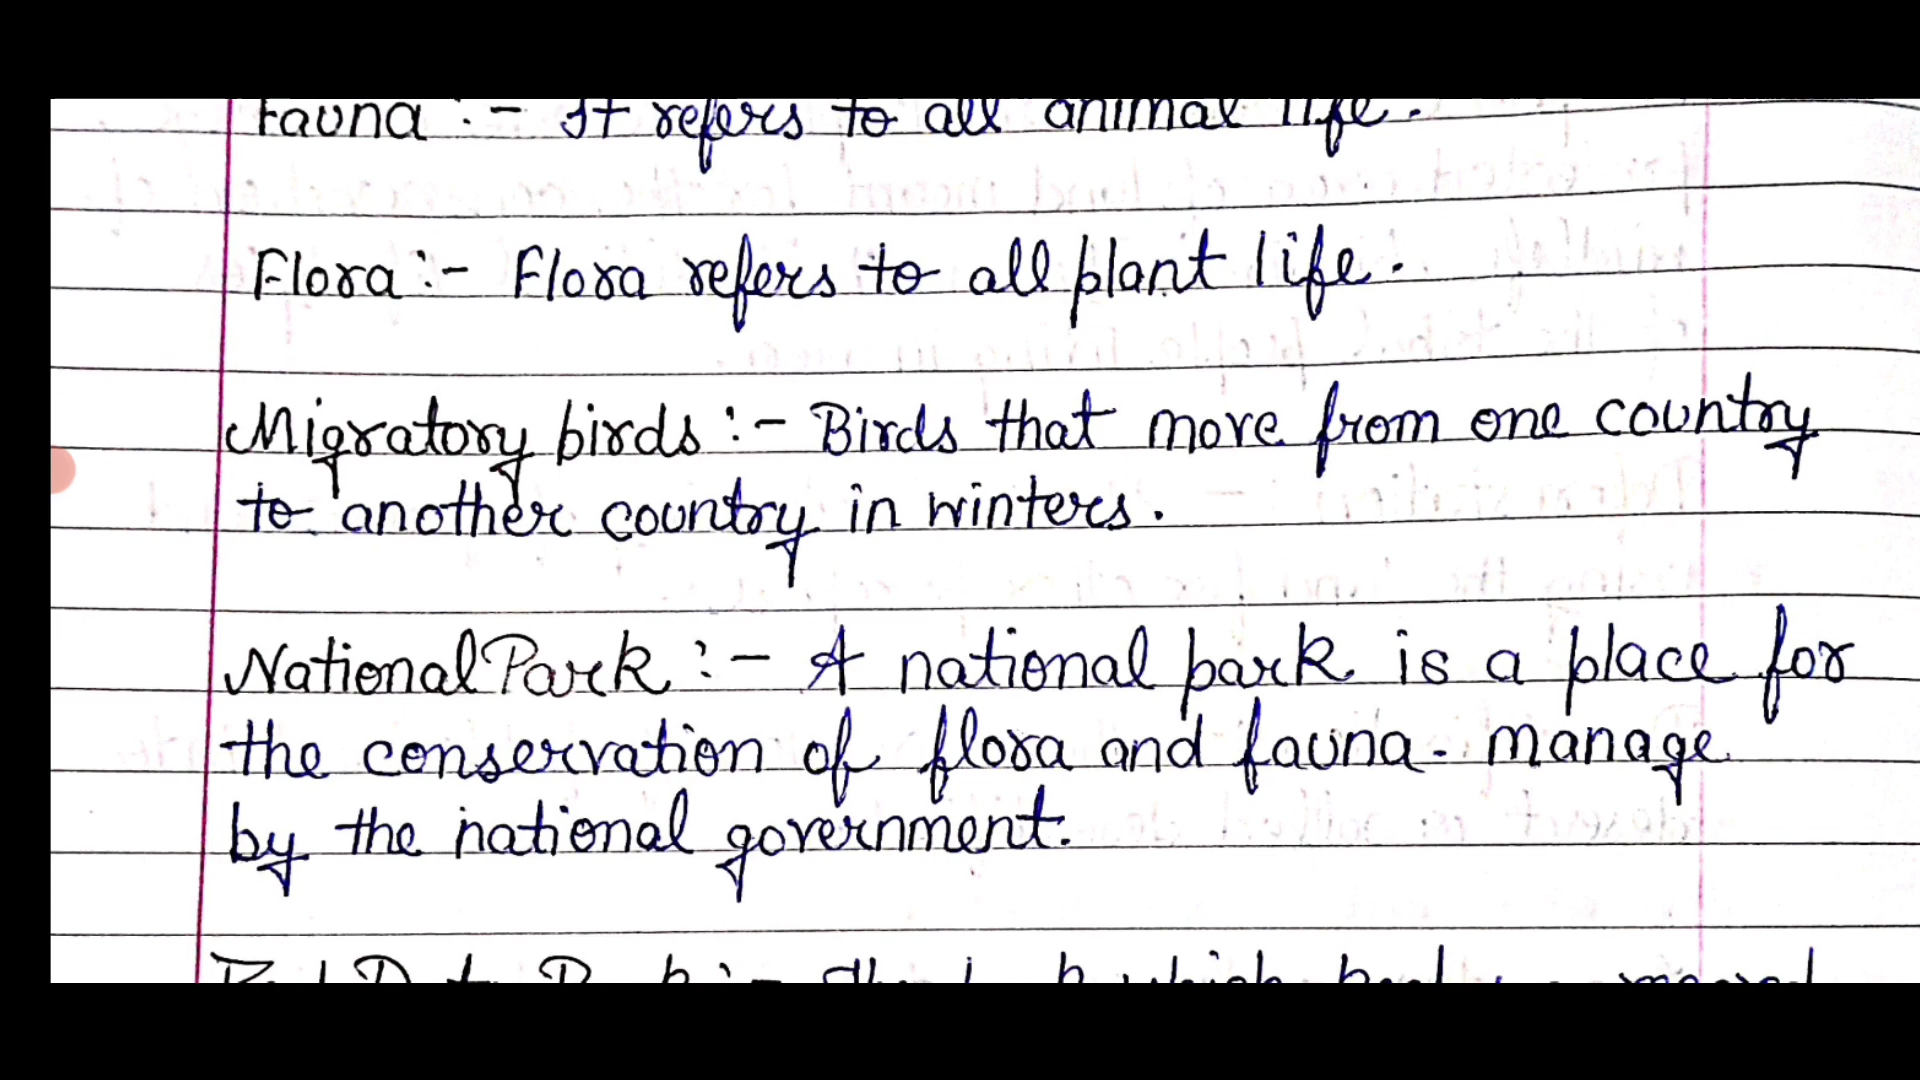 Fauna :- It refers to all animal life.
Flora :- Flora refers to all plant life.
Migratory birds :- Birds that move from one country
to another country in winters.
National Park :- A national park is a place for
the conservation of flora and fauna. manage
by the national government.